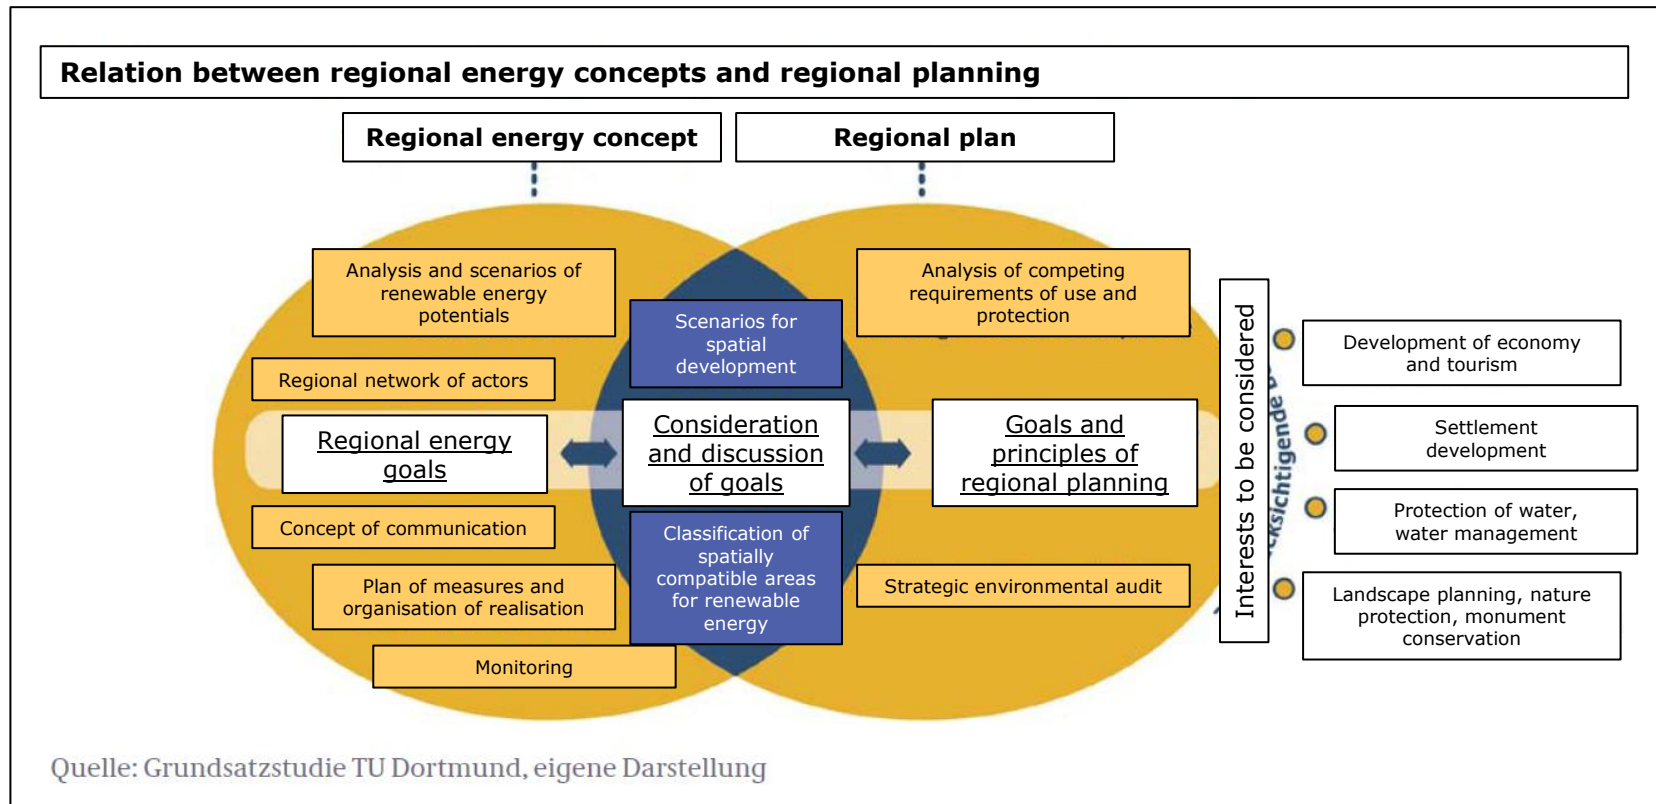 Relation between regional energy concepts and regional planning
Regional energy concept
Regional plan
Analysis and scenarios of
renewable energy
potentials
Regional network of actors
Regional energy
goals
Concept of communication
Plan of measures and
organisation of realisation
Monitoring
Scenarios for
spatial
development
Consideration
and discussion
of goals
Classification of
spatially
compatible areas
for renewable
energy
Analysis of competing
requirements of use and
protection
Goals and
principles of
regional planning
Strategic environmental audit
Interests to be considered
Development of economy
and tourism
Settlement
development
Protection of water,
water management
Landscape planning, nature
protection, monument
conservation
Quelle: Grundsatzstudie TU Dortmund, eigene Darstellung